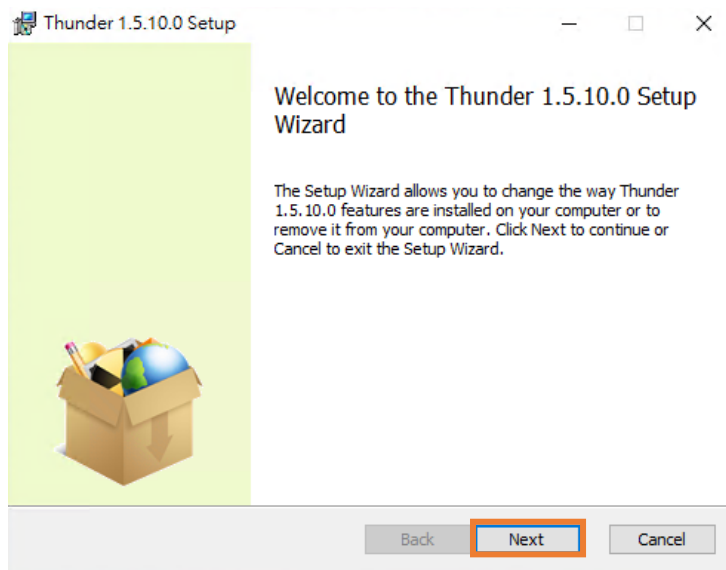 Thunder 1.5.10.0 Setup
Welcome to the Thunder 1.5.10.0 Setup
Wizard
The Setup Wizard allows you to change the way Thunder
1.5.10.0 features are installed on your computer or to
remove it from your computer. Click Next to continue or
Cancel to exit the Setup Wizard.
Back Next Cancel